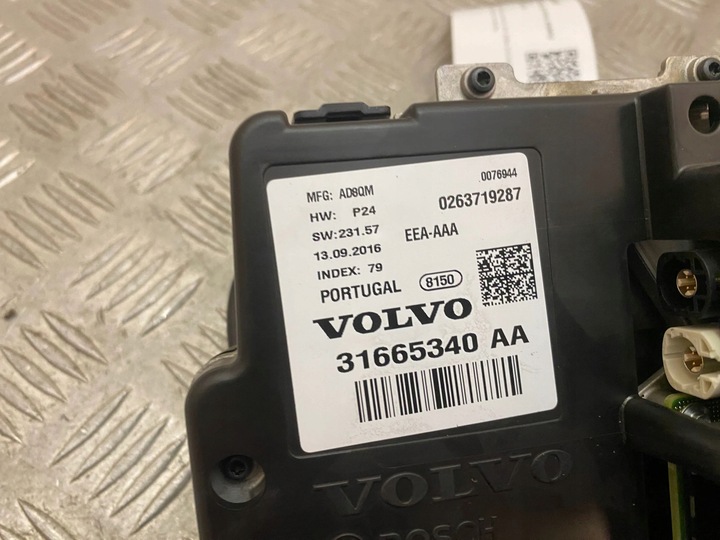 MFG: AD8QM
0076944
HW: P24
0263719287
SW:231.57
EEA-AAA
13.09.2016
INDEX: 79
PORTUGAL 8150
VOLVO
31665340 AA
VOLVO
BOSCH